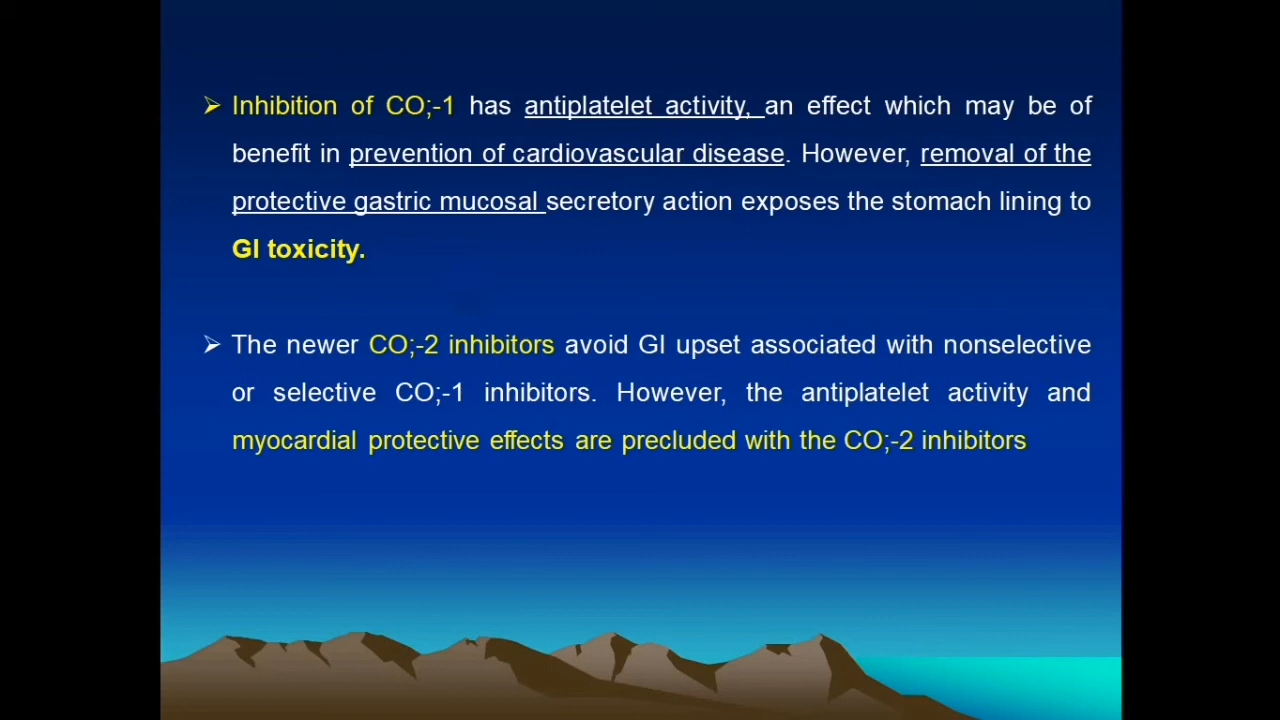 ➢ Inhibition of CO;-1 has antiplatelet activity, an effect which may be of
benefit in prevention of cardiovascular disease. However, removal of the
protective gastric mucosal secretory action exposes the stomach lining to
GI toxicity.
➢ The newer CO;-2 inhibitors avoid GI upset associated with nonselective
or selective CO;-1 inhibitors. However, the antiplatelet activity and
myocardial protective effects are precluded with the CO;-2 inhibitors